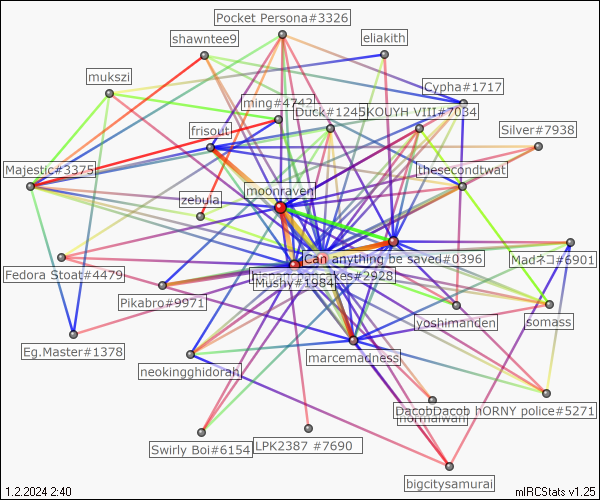 Pocket Persona#3326
shawntee9
eliakith
mukszi
Cypha#1717
ming#4742
Duck#1245
KOUYH VIII#7034
Silver#7938
frisout
Majestic#3375
thesecondtwat
moonraven
zebula
Can anything be saved#0396
Madネコ#6901
Fedora Stoat#4479
cakes#2928
Mushy#1984
Pikabro#9971
yoshimanden
somass
Eg.Master#1378
marcemadness
neokingghidorah
DacobDacob hORNY police#5271
normalwall
Swirly Boi#6154
LPK2387 #7690
bigcitysamurai
1.2.2024 2:40
mIRCStats v1.25